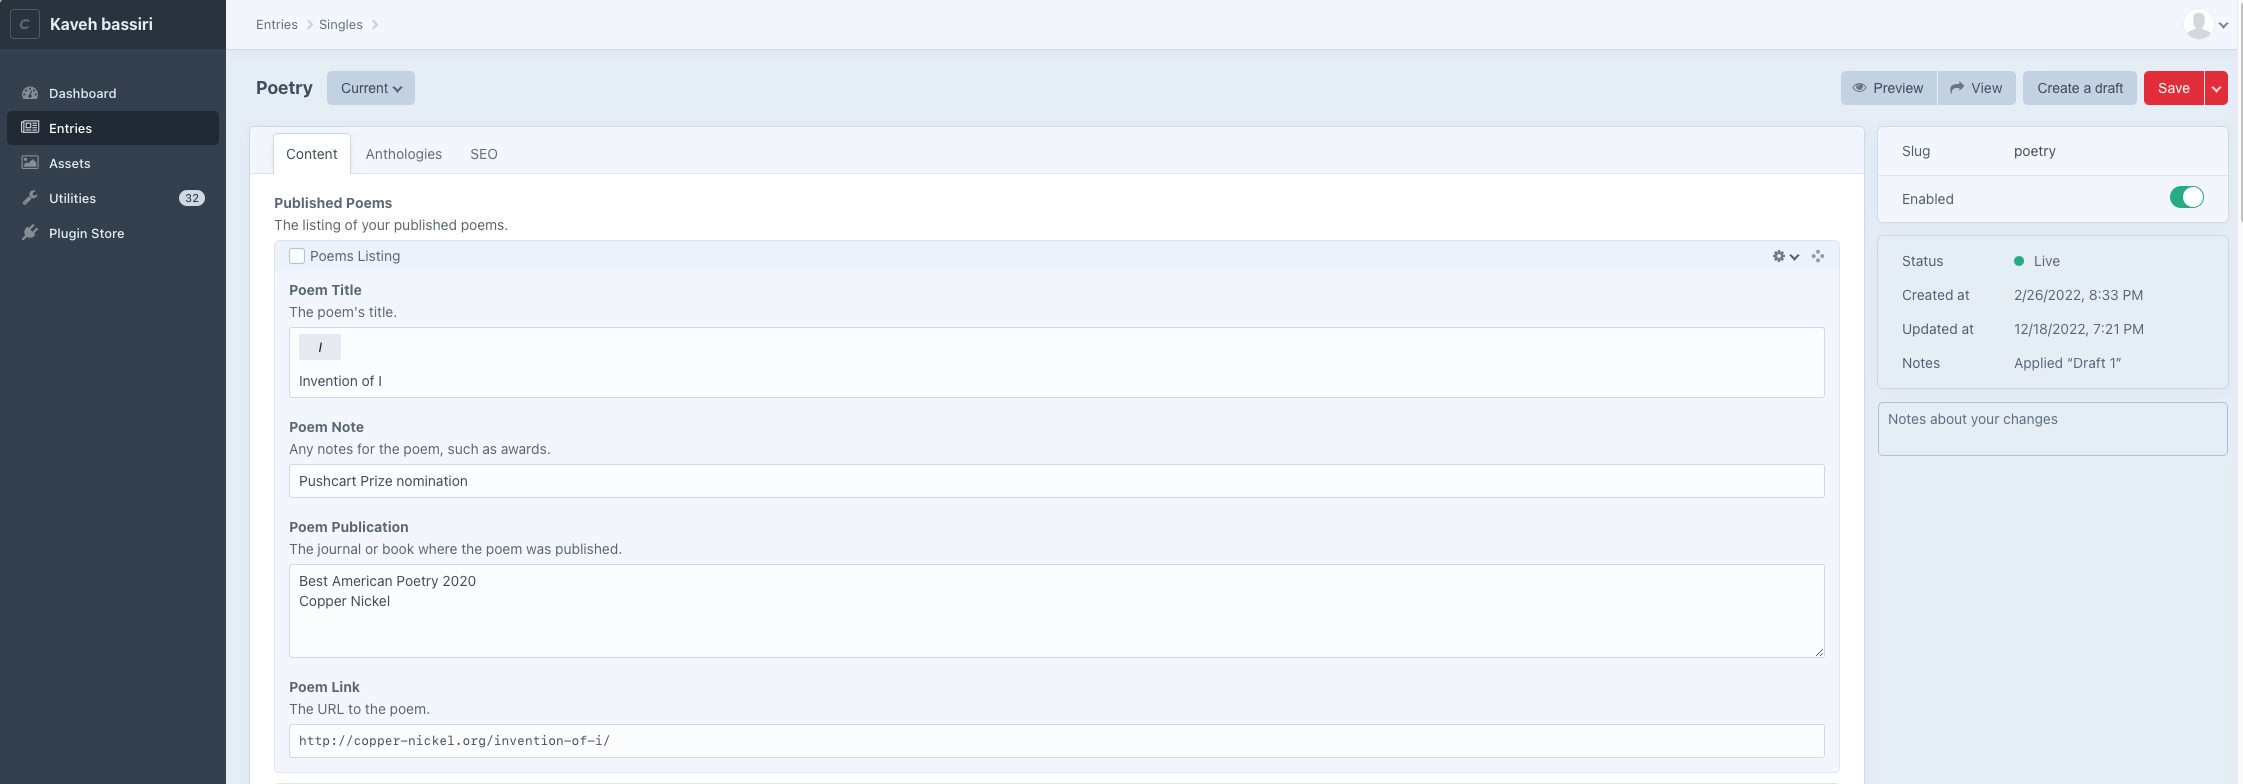 Kaveh bassiri
Entries
Singles
Dashboard
Entries
Assets
Utilities
32
Plugin Store
Poetry
Current
Preview
View
Create a draft
Save
Content
Anthologies
SEO
Published Poems
The listing of your published poems.
Poems Listing
Poem Title
The poem's title.
I
Invention of I
Poem Note
Any notes for the poem, such as awards.
Pushcart Prize nomination
Poem Publication
The journal or book where the poem was published.
Best American Poetry 2020
Copper Nickel
Poem Link
The URL to the poem.
http://copper-nickel.org/invention-of-i/
Slug
poetry
Enabled
Status
Live
Created at
2/26/2022, 8:33 PM
Updated at
12/18/2022, 7:21 PM
Notes
Applied “Draft 1”
Notes about your changes